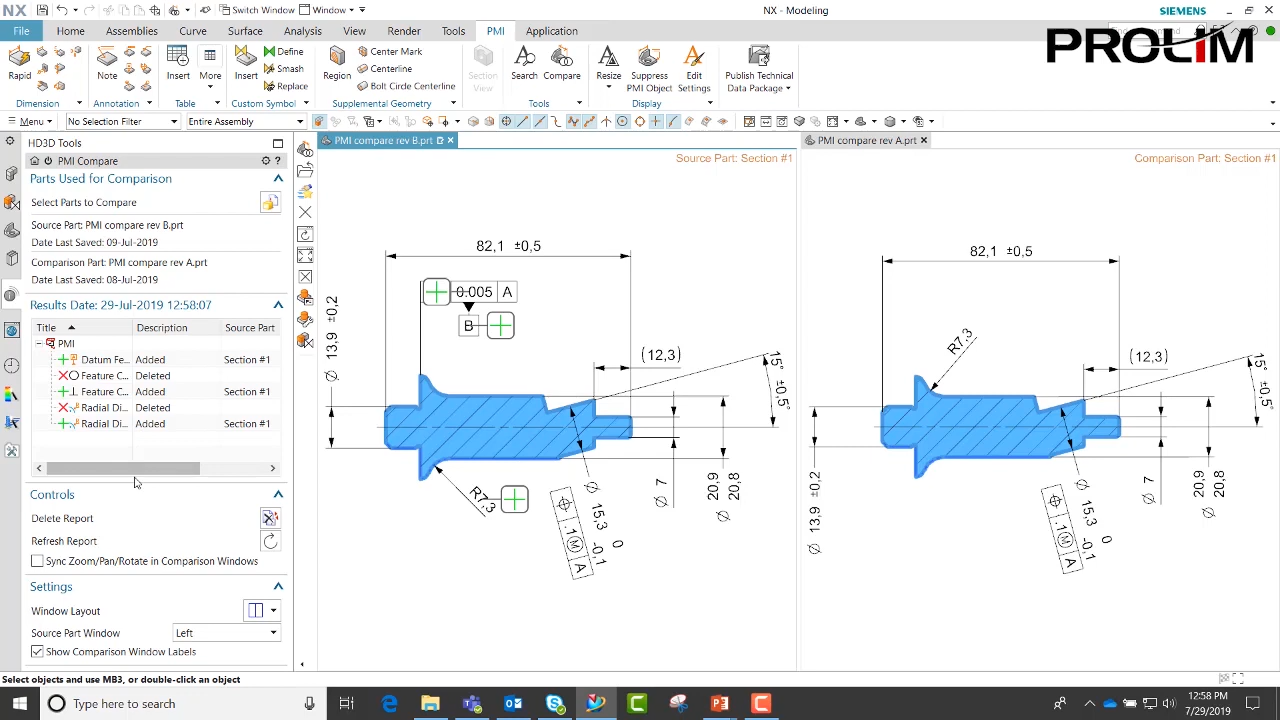 NX
Switch Window
Window
NX - Modeling
SIEMENS
File
Home
Assemblies
Curve
Surface
Analysis
View
Render
Tools
PMI
Application
PROLIM
Rapid
Note
Insert
More
Insert
Define
Smash
Replace
Region
Center Mark
Centerline
Bolt Circle Centerline
Section
View
Search
Compare
Resize
Suppress
PMI Object
Edit
Settings
Publish Technical
Data Package
Dimension
Annotation
Table
Custom Symbol
Supplemental Geometry
Tools
Display
Menu
No Selection Filter
Entire Assembly
HD3D Tools
PMI Compare
Parts Used for Comparison
Select Parts to Compare
Source Part: PMI compare rev B.prt
Date Last Saved: 09-Jul-2019
Comparison Part: PMI compare rev A.prt
Date Last Saved: 08-Jul-2019
Results Date: 29-Jul-2019 12:58:07
Title Description Source Part
PMI
Datum Fe... Added Section #1
Feature C... Deleted
Feature C... Added Section #1
Radial Di... Deleted
Radial Di... Added Section #1
Controls
Delete Report
Refresh Report
Sync Zoom/Pan/Rotate in Comparison Windows
Settings
Window Layout
Source Part Window Left
Show Comparison Window Labels
PMI compare rev B.prt
Source Part: Section #1
82,1 ±0,5
0.005 A
B
Ø 13,9 ±0,2
(12,3)
15° ±0,5°
R7,3
Ø 15,3 0 -0,1
.1 Ⓜ A
Ø 7
Ø 20,9 20,8
PMI compare rev A.prt
Comparison Part: Section #1
82,1 ±0,5
R7,3
(12,3)
15° ±0,5°
Ø 13,9 ±0,2
Ø 15,3 0 -0,1
.1 Ⓜ A
Ø 7
Ø 20,9 20,8
Select objects and use MB3, or double-click an object
Type here to search
12:58 PM
7/29/2019